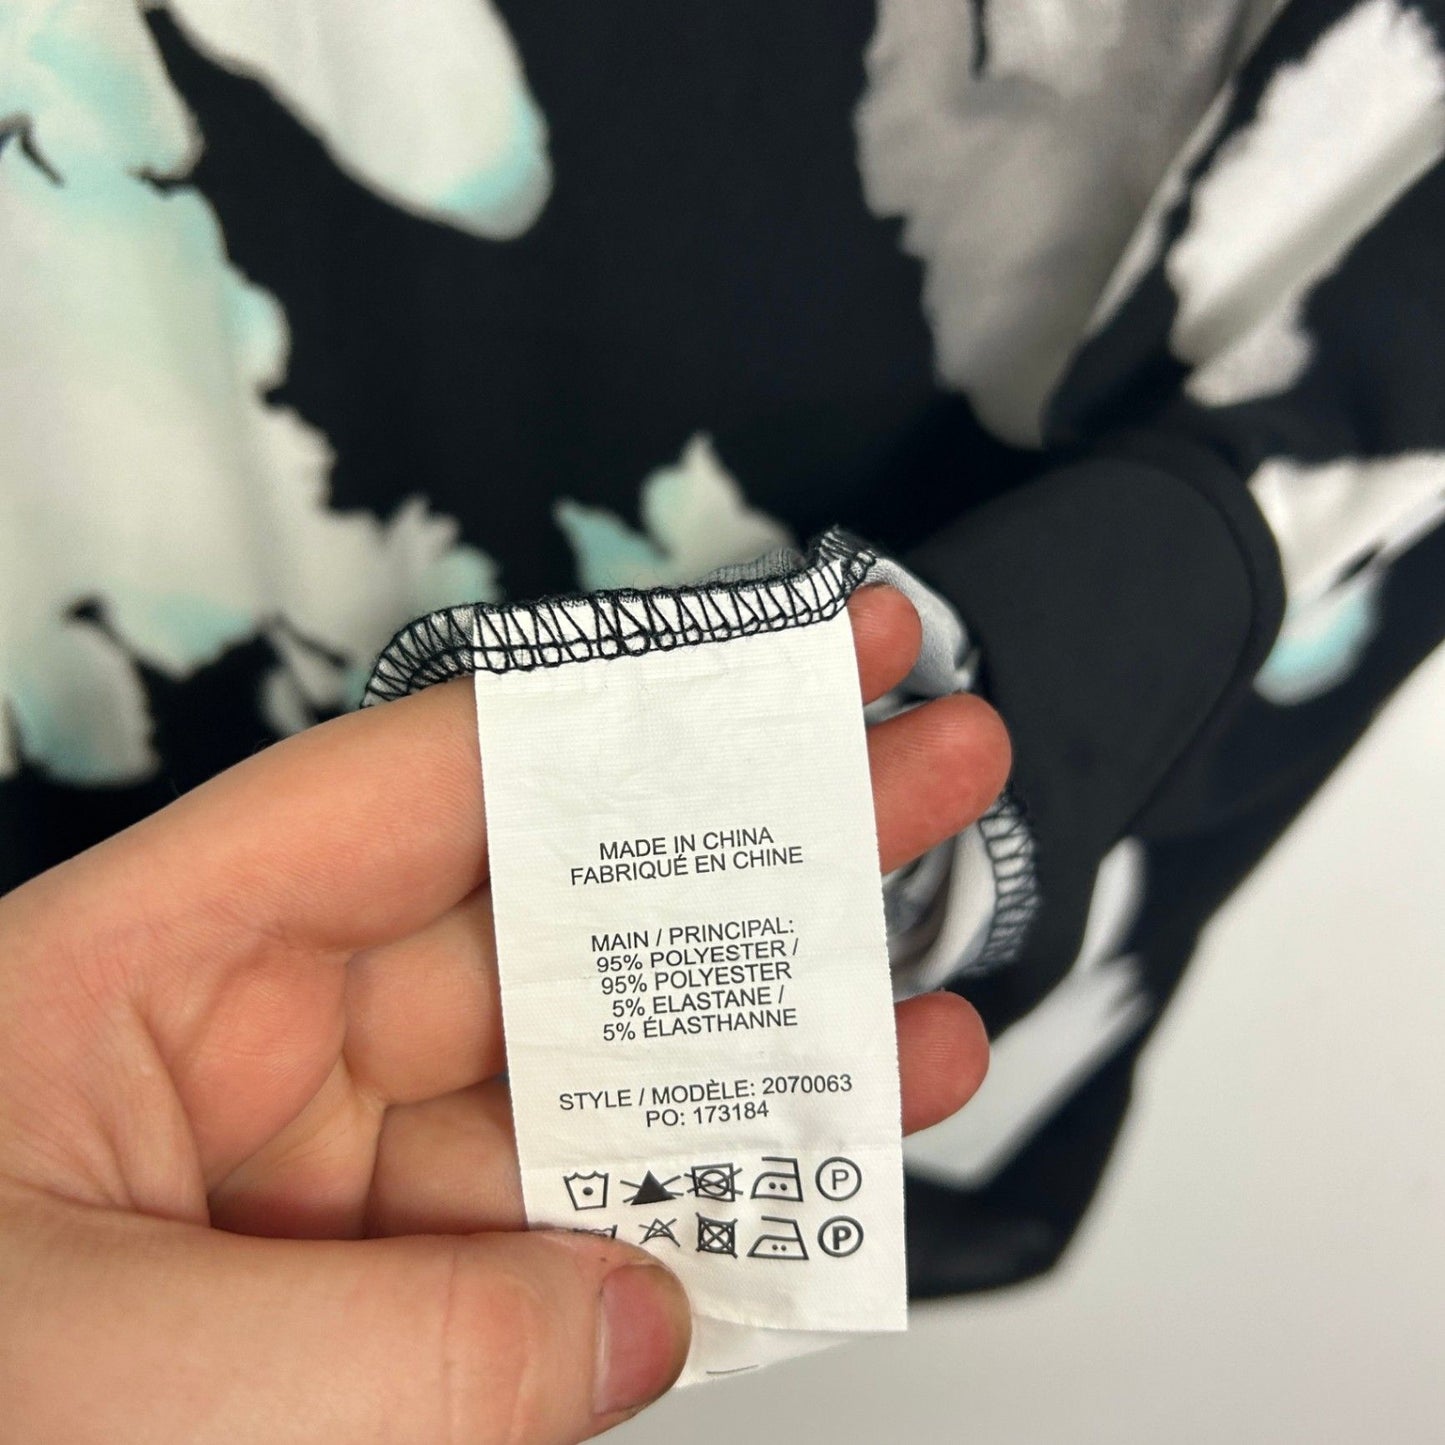 MADE IN CHINA
FABRIQUÉ EN CHINE
MAIN / PRINCIPAL:
95% POLYESTER /
95% POLYESTER
5% ELASTANE /
5% ÉLASTHANNE
STYLE / MODÈLE: 2070063
PO: 173184
P
P